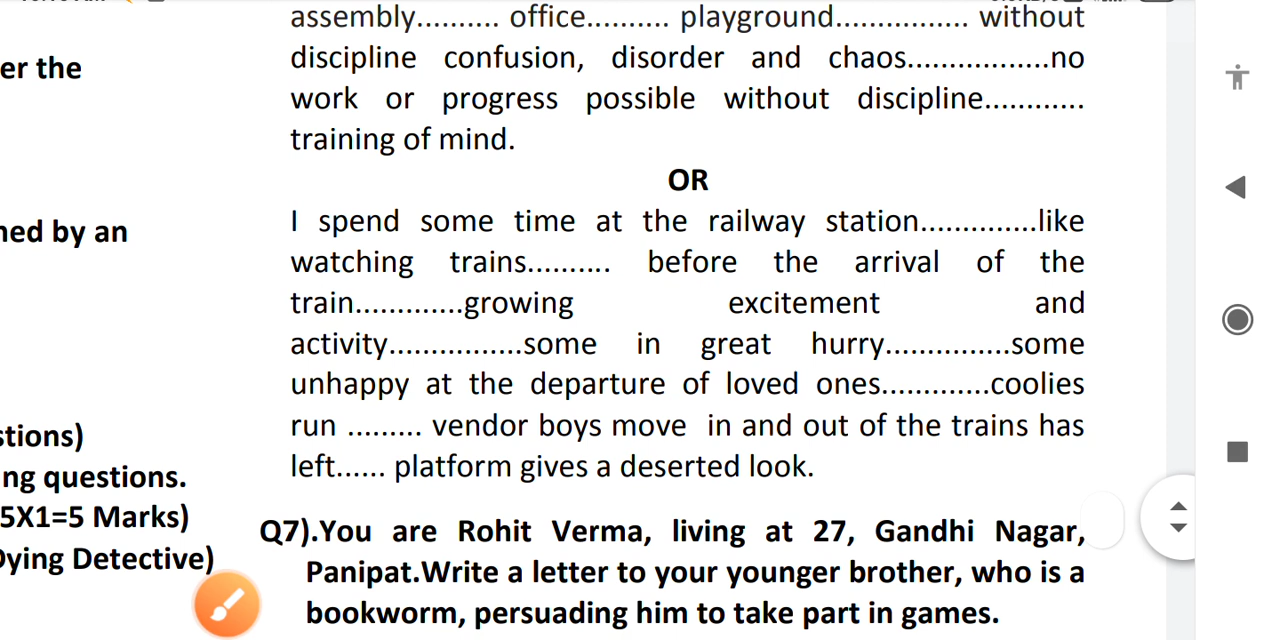 assembly.......... office.......... playground................ without
er the
discipline confusion, disorder and chaos..................no
work or progress possible without discipline............
training of mind.
OR
ned by an
I spend some time at the railway station..............like
watching trains.......... before the arrival of the
train.............growing excitement and
activity.................some in great hurry...............some
unhappy at the departure of loved ones.............coolies
stions)
run ......... vendor boys move in and out of the trains has
ng questions.
left...... platform gives a deserted look.
5X1=5 Marks)
Q7).You are Rohit Verma, living at 27, Gandhi Nagar,
Dying Detective)
Panipat.Write a letter to your younger brother, who is a
bookworm, persuading him to take part in games.